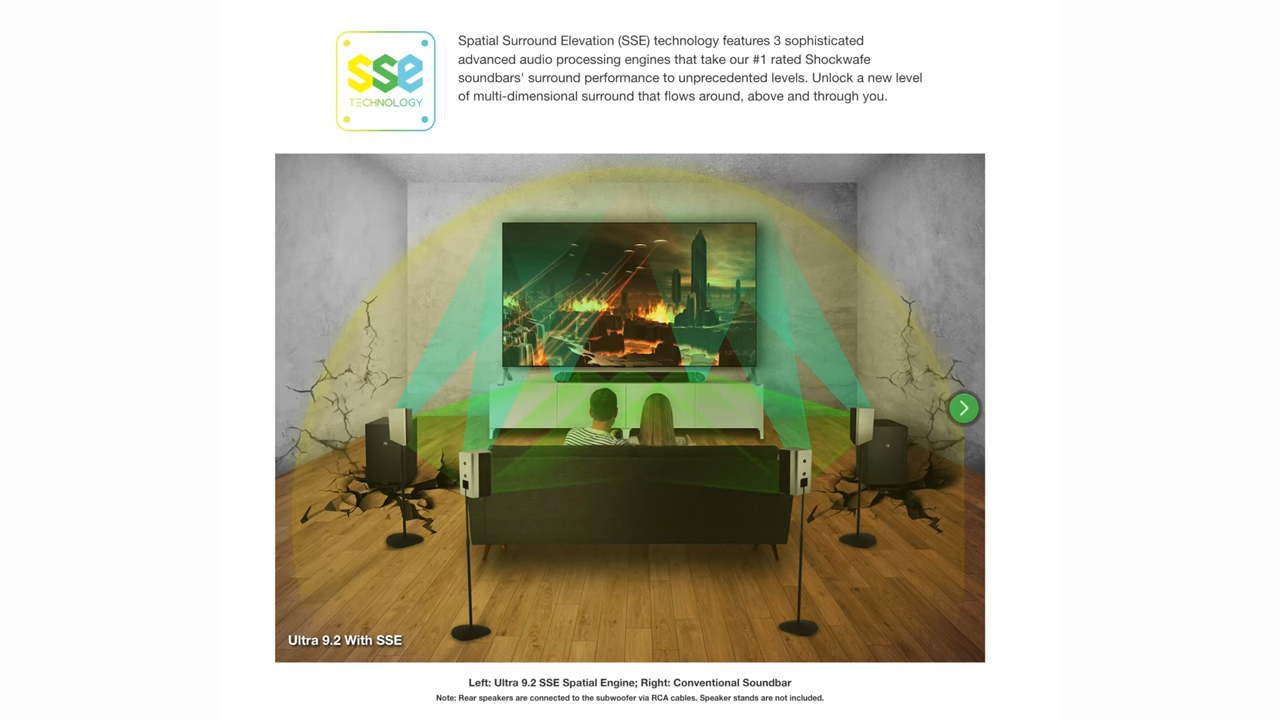 Spatial Surround Elevation (SSE) technology features 3 sophisticated
advanced audio processing engines that take our #1 rated Shockwafe
soundbars' surround performance to unprecedented levels. Unlock a new level
of multi-dimensional surround that flows around, above and through you.
sse
TECHNOLOGY
Ultra 9.2 With SSE
Left: Ultra 9.2 SSE Spatial Engine; Right: Conventional Soundbar
Note: Rear speakers are connected to the subwoofer via RCA cables. Speaker stands are not included.